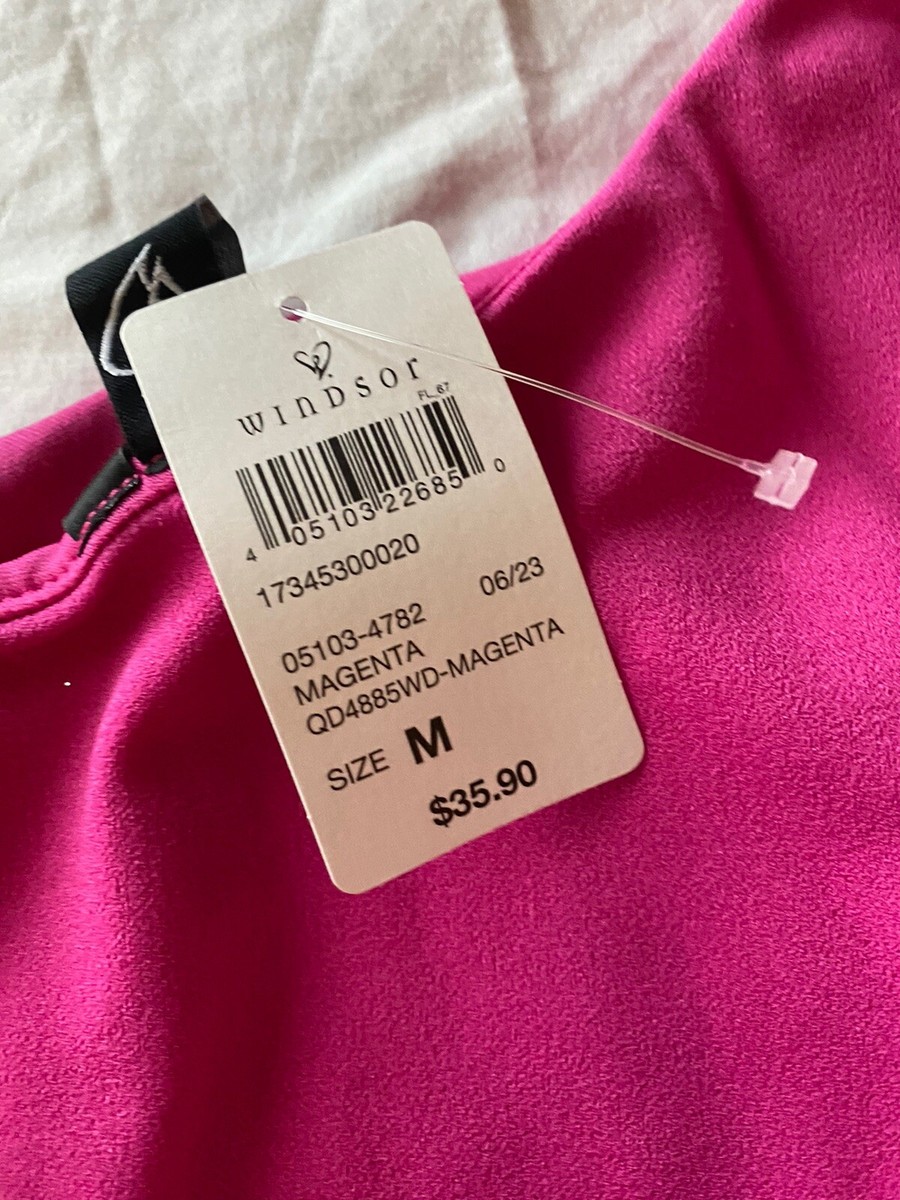 WINDSOR
FL_67
4 05103 22685 0
17345300020
06/23
05103-4782
MAGENTA
QD4885WD-MAGENTA
SIZE M
$35.90